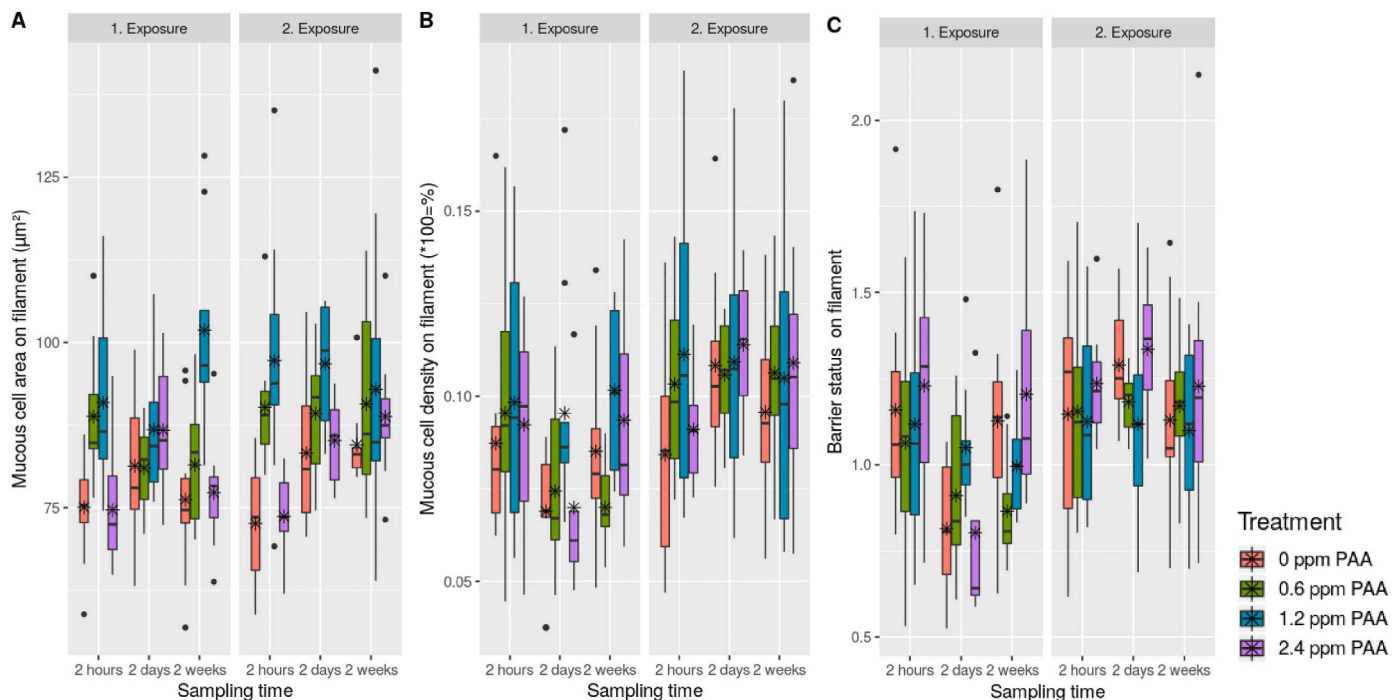 A
1. Exposure
2. Exposure
Mucous cell area on filament (µm²)
125
100
75
2 hours 2 days 2 weeks
2 hours 2 days 2 weeks
Sampling time
B
1. Exposure
2. Exposure
Mucous cell density on filament (*100=%)
0.15
0.10
0.05
2 hours 2 days 2 weeks
2 hours 2 days 2 weeks
Sampling time
C
1. Exposure
2. Exposure
Barrier status on filament
2.0
1.5
1.0
0.5
2 hours 2 days 2 weeks
2 hours 2 days 2 weeks
Sampling time
Treatment
0 ppm PAA
0.6 ppm PAA
1.2 ppm PAA
2.4 ppm PAA